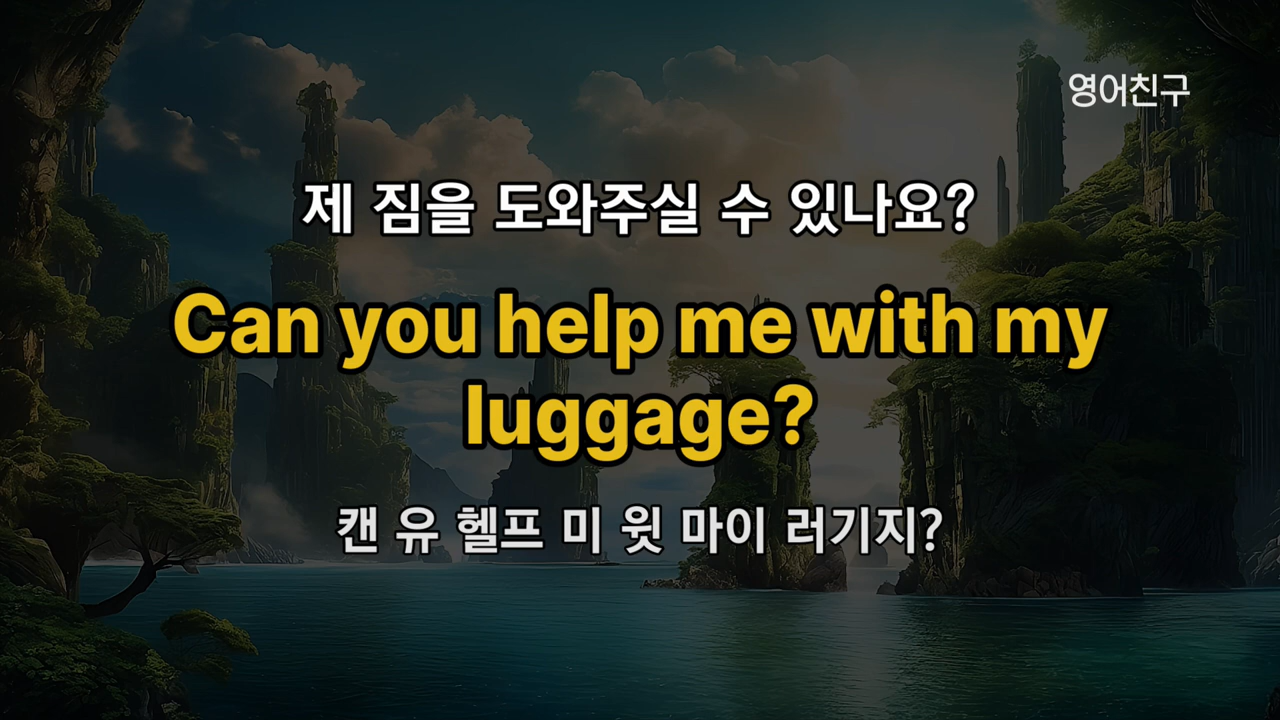 영어친구
제 짐을 도와주실 수 있나요?
Can you help me with my
luggage?
캔 유 헬프 미 윗 마이 러기지?